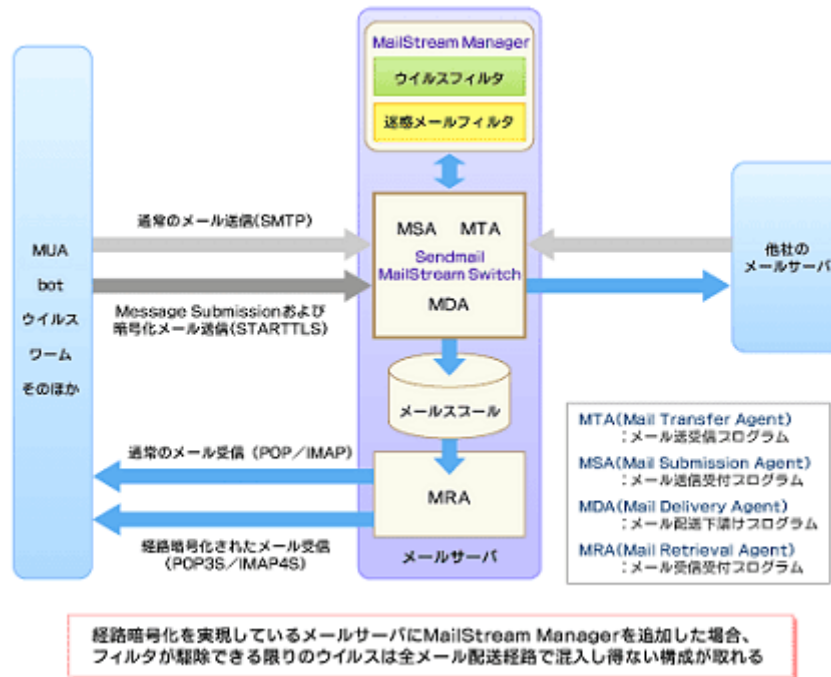 MailStream Manager
ウイルスフィルタ
迷惑メールフィルタ
通常のメール送信(SMTP)
MSA MTA
Sendmail
MailStream Switch
MDA
他社の
メールサーバ
MUA
bot
ウイルス
ワーム
そのほか
Message Submissionおよび
暗号化メール送信(STARTTLS)
メールスプール
通常のメール受信(POP/IMAP)
MRA
経路暗号化されたメール受信
(POP3S/IMAP4S)
メールサーバ
MTA(Mail Transfer Agent)
:メール送受信プログラム
MSA(Mail Submission Agent)
:メール送信受付プログラム
MDA(Mail Delivery Agent)
:メール配送下請けプログラム
MRA(Mail Retrieval Agent)
:メール受信受付プログラム
経路暗号化を実現しているメールサーバにMailStream Managerを追加した場合、
フィルタが駆除できる限りのウイルスは全メール配送経路で混入し得ない構成が取れる